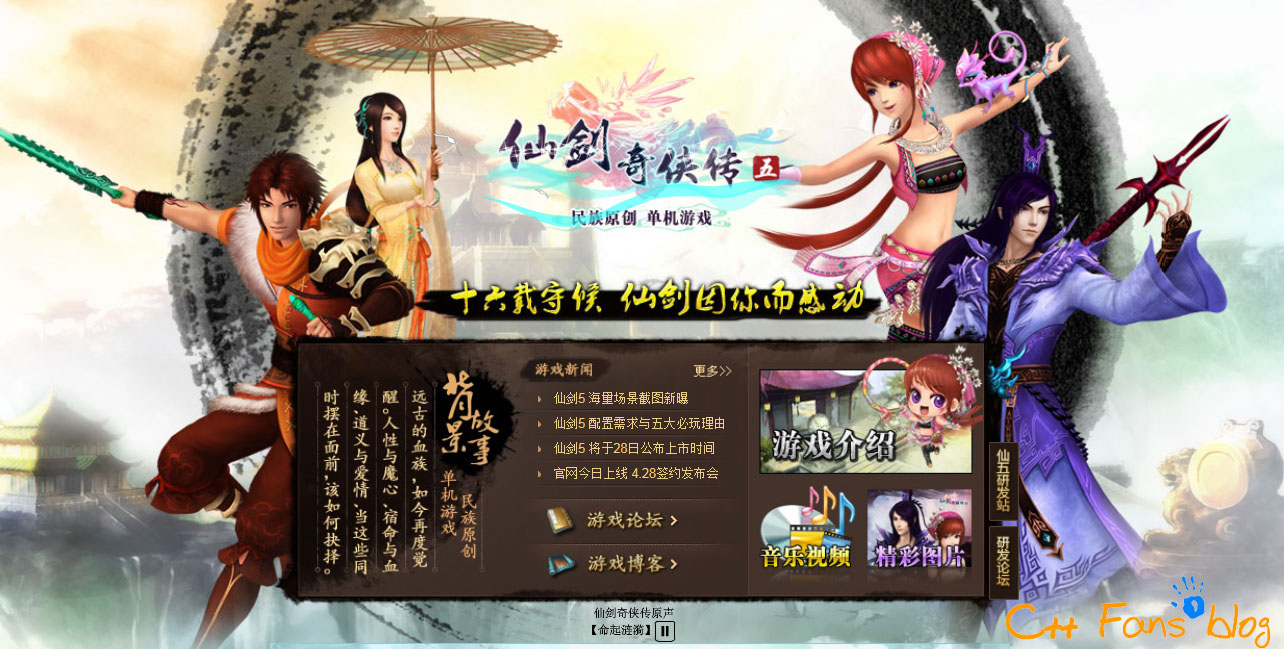 仙剑奇侠传 五
民族原创 单机游戏
十六载守候 仙剑因你而感动
背景故事
民族原创
单机游戏
远古的血族，如今再度觉
醒。人性与魔心、宿命与血
缘、道义与爱情，当这些同
时摆在面前，该如何抉择。
游戏新闻
更多>>
仙剑5 海量场景截图新曝
仙剑5 配置需求与五大必玩理由
仙剑5 将于28日公布上市时间
官网今日上线 4.28签约发布会
游戏论坛 >
游戏博客 >
游戏介绍
音乐视频
精彩图片
仙五研发站
研发论坛
仙剑奇侠传原声
【命起涟漪】
C++ Fans blog